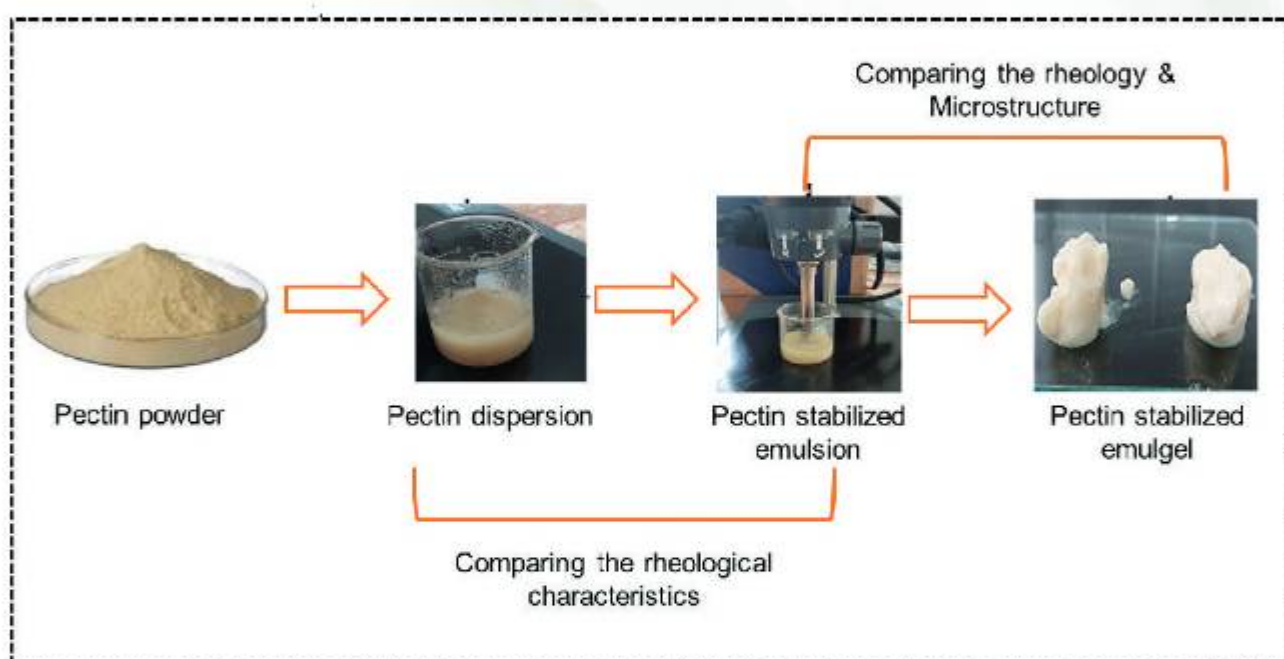 Comparing the rheology &
Microstructure
Pectin powder
Pectin dispersion
Pectin stabilized
emulsion
Pectin stabilized
emulgel
Comparing the rheological
characteristics